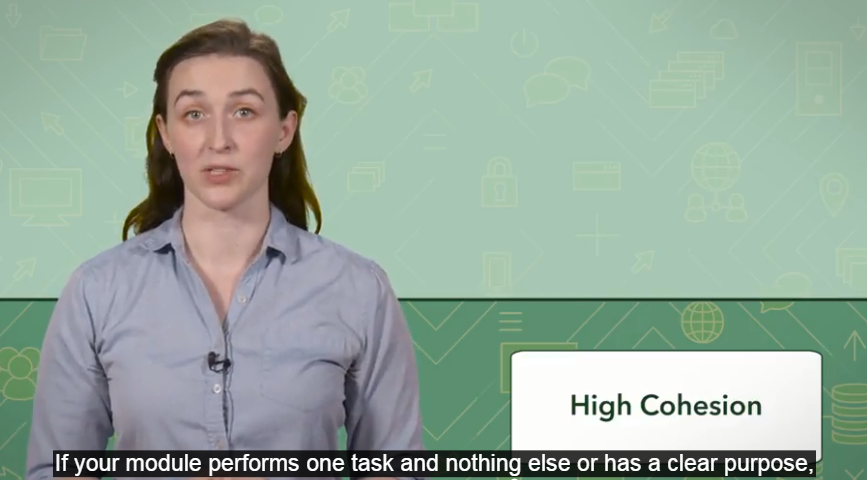 High Cohesion
If your module performs one task and nothing else or has a clear purpose,